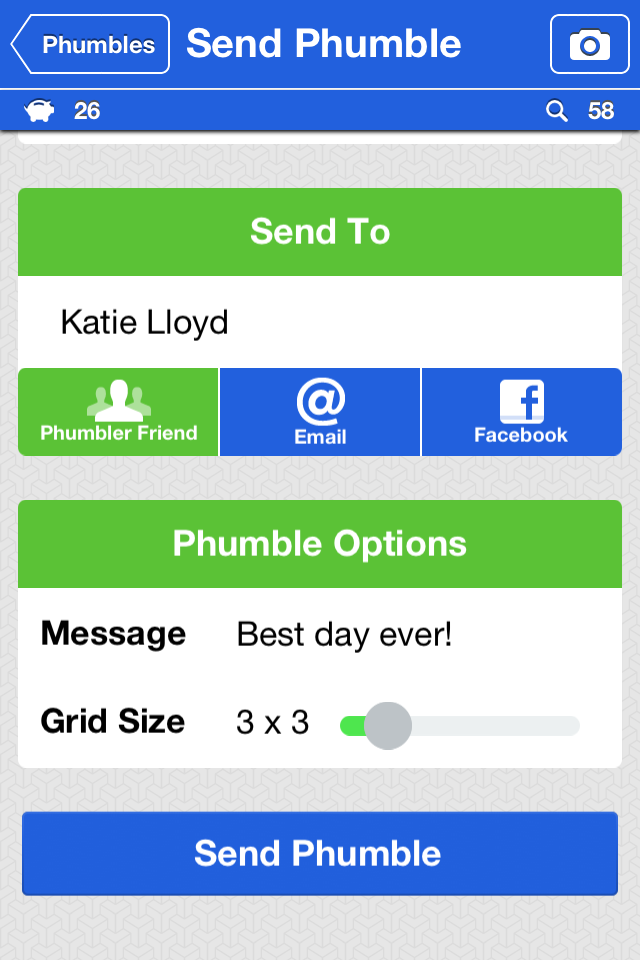 Phumbles Send Phumble
26 58
Send To
Katie Lloyd
Phumbler Friend Email Facebook
Phumble Options
Message Best day ever!
Grid Size 3 x 3
Send Phumble